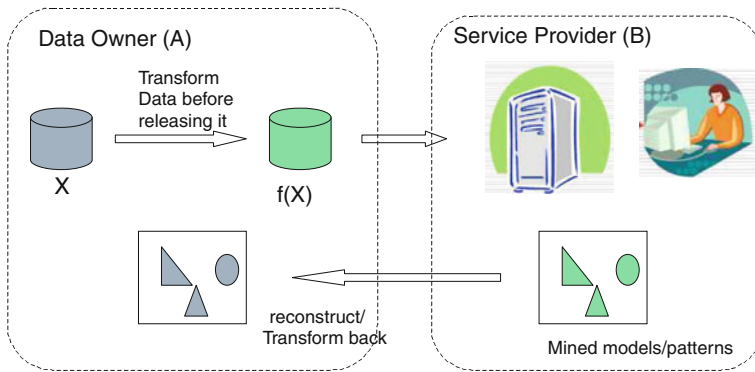 Data Owner (A)
Service Provider (B)
Transform
Data before
releasing it
X
f(X)
reconstruct/
Transform back
Mined models/patterns